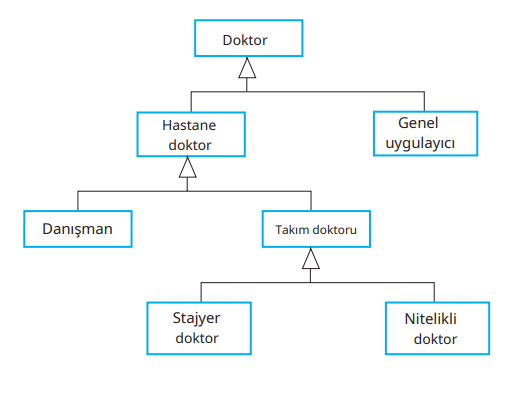 Doktor
Hastane
doktor
Genel
uygulayıcı
Danışman
Takım doktoru
Stajyer
doktor
Nitelikli
doktor